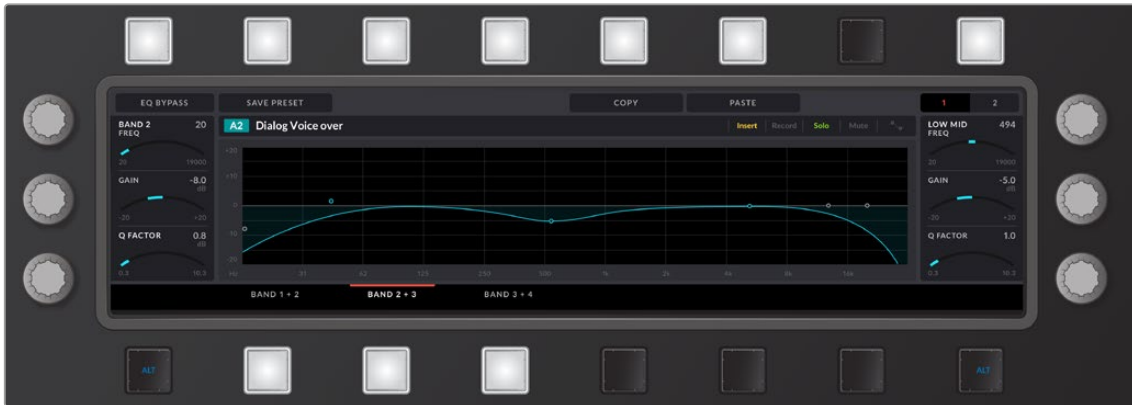 EQ BYPASS
SAVE PRESET
COPY
PASTE
1
2
BAND 2 20
FREQ
20 19000
GAIN -8.0
dB
-20 +20
Q FACTOR 0.8
dB
0.3 10.3
A2 Dialog Voice over
Insert Record Solo Mute
+20
+10
0
-10
-20
Hz 31 62 125 250 500 1k 2k 4k 8k 16k
LOW MID 494
FREQ
20 19000
GAIN -5.0
dB
-20 +20
Q FACTOR 1.0
0.3 10.3
BAND 1 + 2
BAND 2 + 3
BAND 3 + 4
ALT
ALT